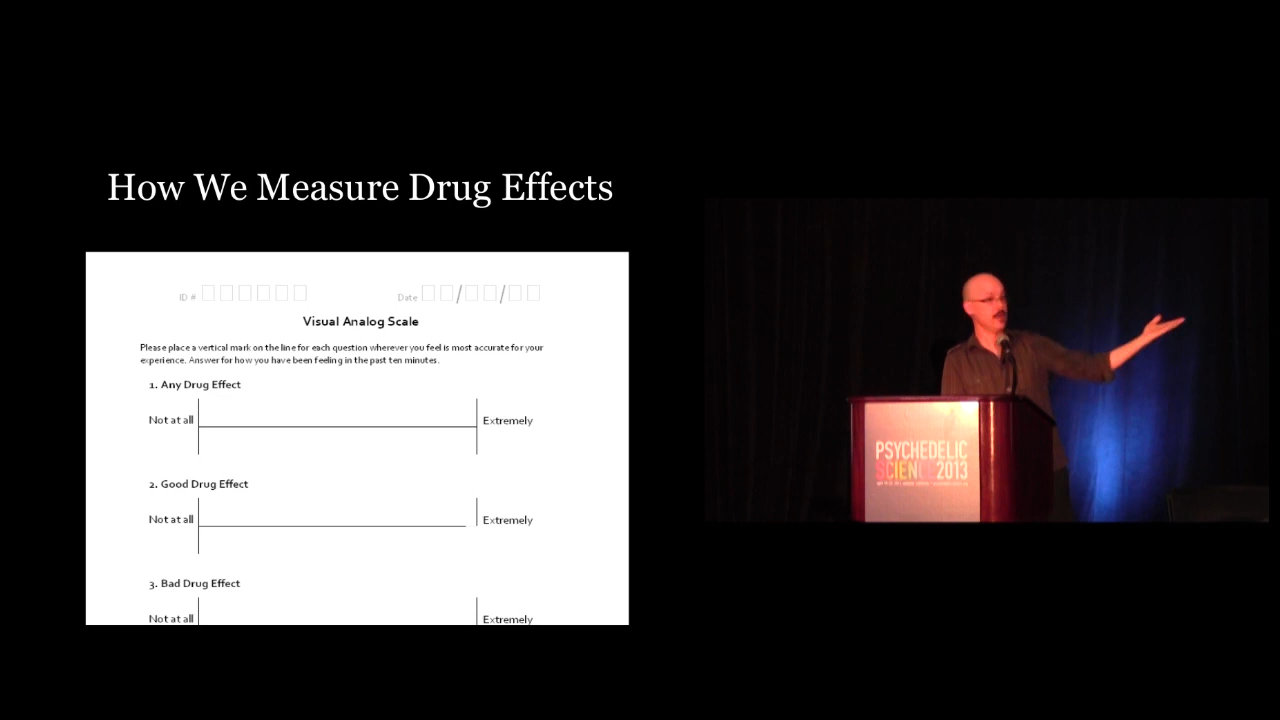 How We Measure Drug Effects
ID #
Date / /
Visual Analog Scale
Please place a vertical mark on the line for each question wherever you feel is most accurate for your
experience. Answer for how you have been feeling in the past ten minutes.
1. Any Drug Effect
Not at all Extremely
2. Good Drug Effect
Not at all Extremely
3. Bad Drug Effect
Not at all Extremely
PSYCHEDELIC
SCIENCE 2013